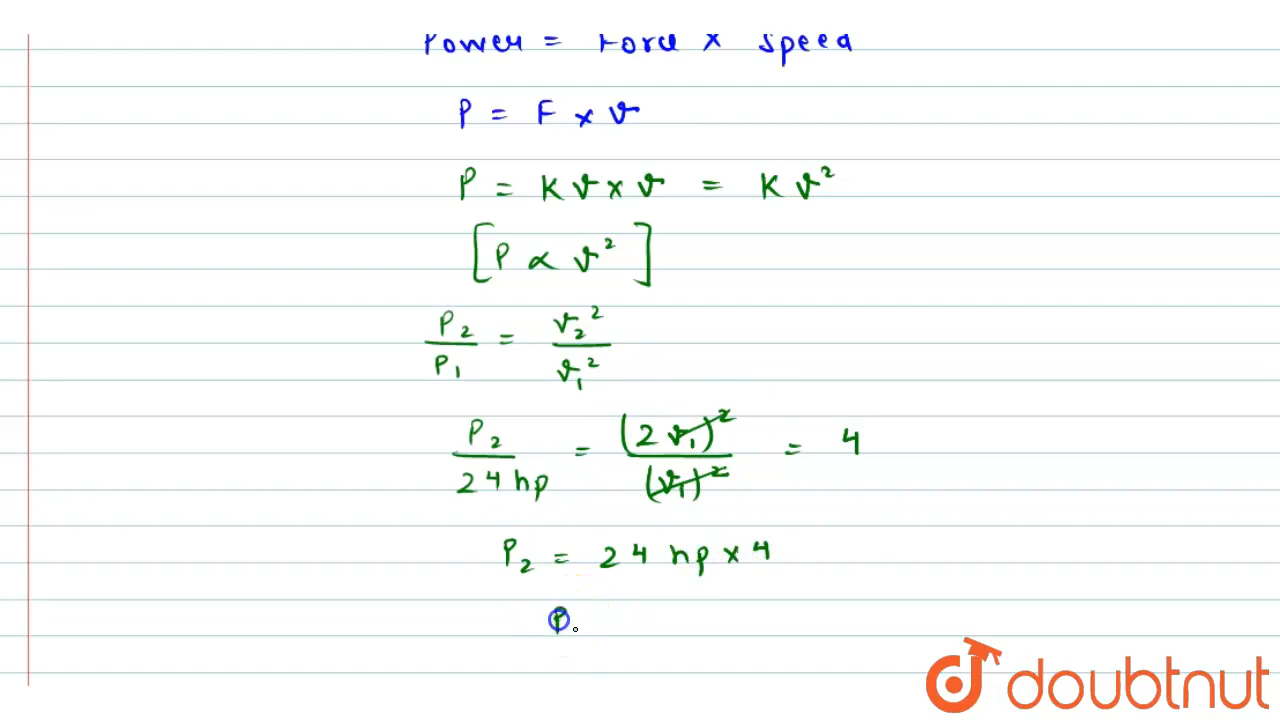 Power = Force × Speed
P = F × v
P = K v × v = K v²
[P ∝ v²]
P₂/P₁ = v₂²/v₁²
P₂/24 hp = (2 v₁)²/(v₁)² = 4
P₂ = 24 hp × 4
P
doubtnut